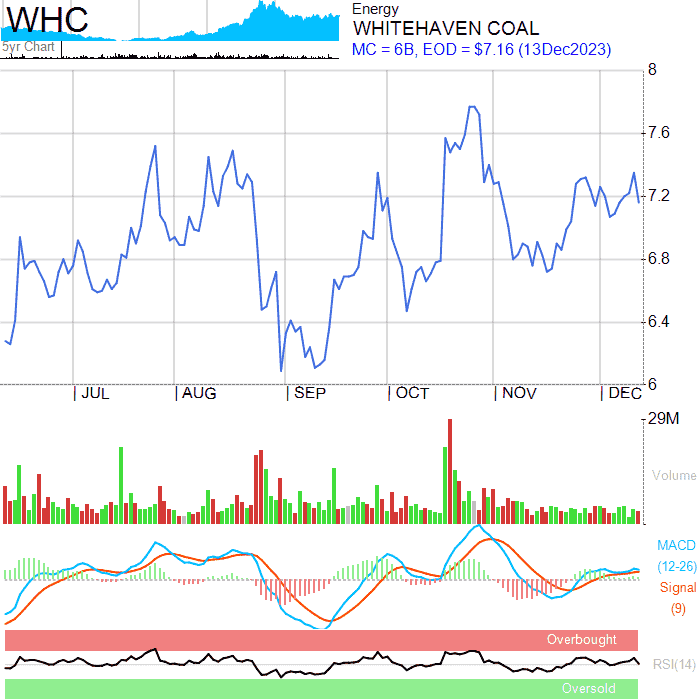 WHC
5yr Chart
Energy
WHITEHAVEN COAL
MC = 6B, EOD = $7.16 (13Dec2023)
8
7.6
7.2
6.8
6.4
6
| JUL | AUG | SEP | OCT | NOV | DEC
29M
Volume
MACD
(12-26)
Signal
(9)
Overbought
RSI(14)
Oversold